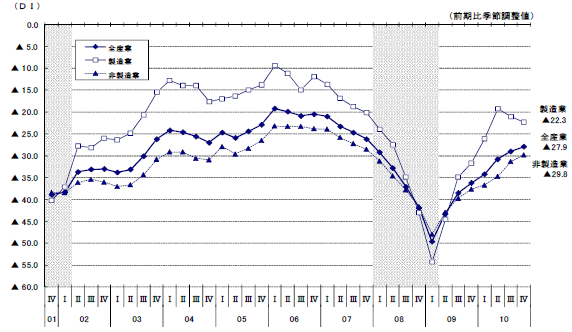 （ＤＩ）
（前期比季節調整値）
0.0
▲ 5.0
▲ 10.0
▲ 15.0
▲ 20.0
▲ 25.0
▲ 30.0
▲ 35.0
▲ 40.0
▲ 45.0
▲ 50.0
▲ 55.0
▲ 60.0
全産業
製造業
非製造業
製造業
▲22.3
全産業
▲27.9
非製造業
▲29.8
Ⅳ Ⅰ Ⅱ Ⅲ Ⅳ Ⅰ Ⅱ Ⅲ Ⅳ Ⅰ Ⅱ Ⅲ Ⅳ Ⅰ Ⅱ Ⅲ Ⅳ Ⅰ Ⅱ Ⅲ Ⅳ Ⅰ Ⅱ Ⅲ Ⅳ Ⅰ Ⅱ Ⅲ Ⅳ Ⅰ Ⅱ Ⅲ Ⅳ Ⅰ Ⅱ Ⅲ Ⅳ
01 02 03 04 05 06 07 08 09 10